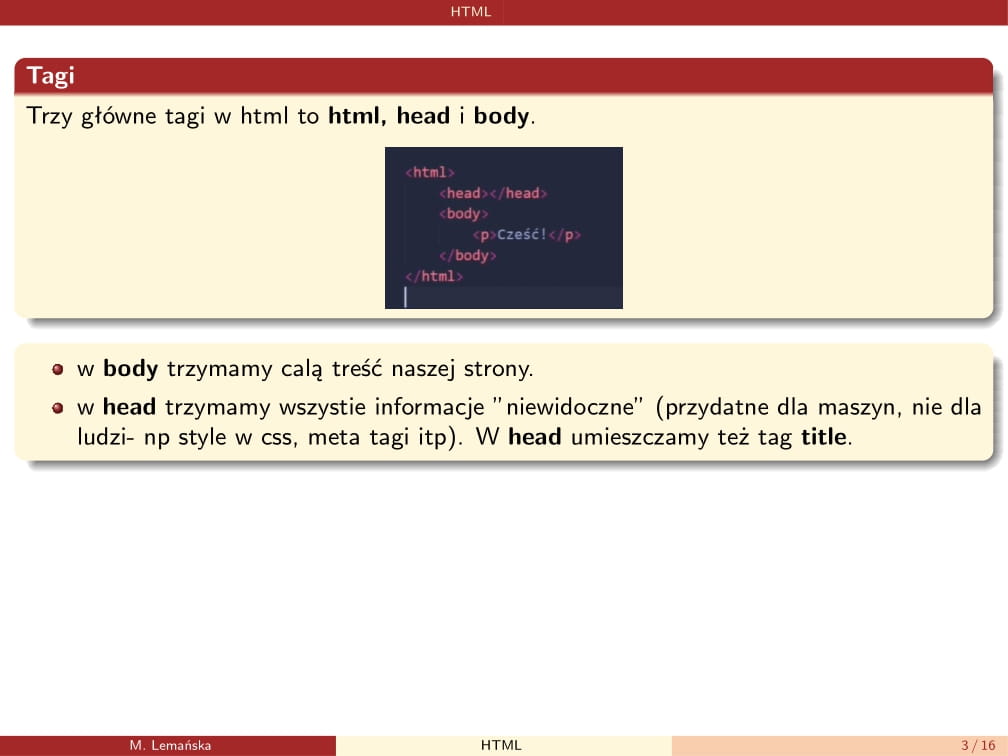 HTML
Tagi
Trzy główne tagi w html to html, head i body.
<html>
<head></head>
<body>
<p>Cześć!</p>
</body>
</html>
w body trzymamy całą treść naszej strony.
w head trzymamy wszystie informacje ”niewidoczne” (przydatne dla maszyn, nie dla
ludzi- np style w css, meta tagi itp). W head umieszczamy też tag title.
M. Lemańska
HTML
3 / 16